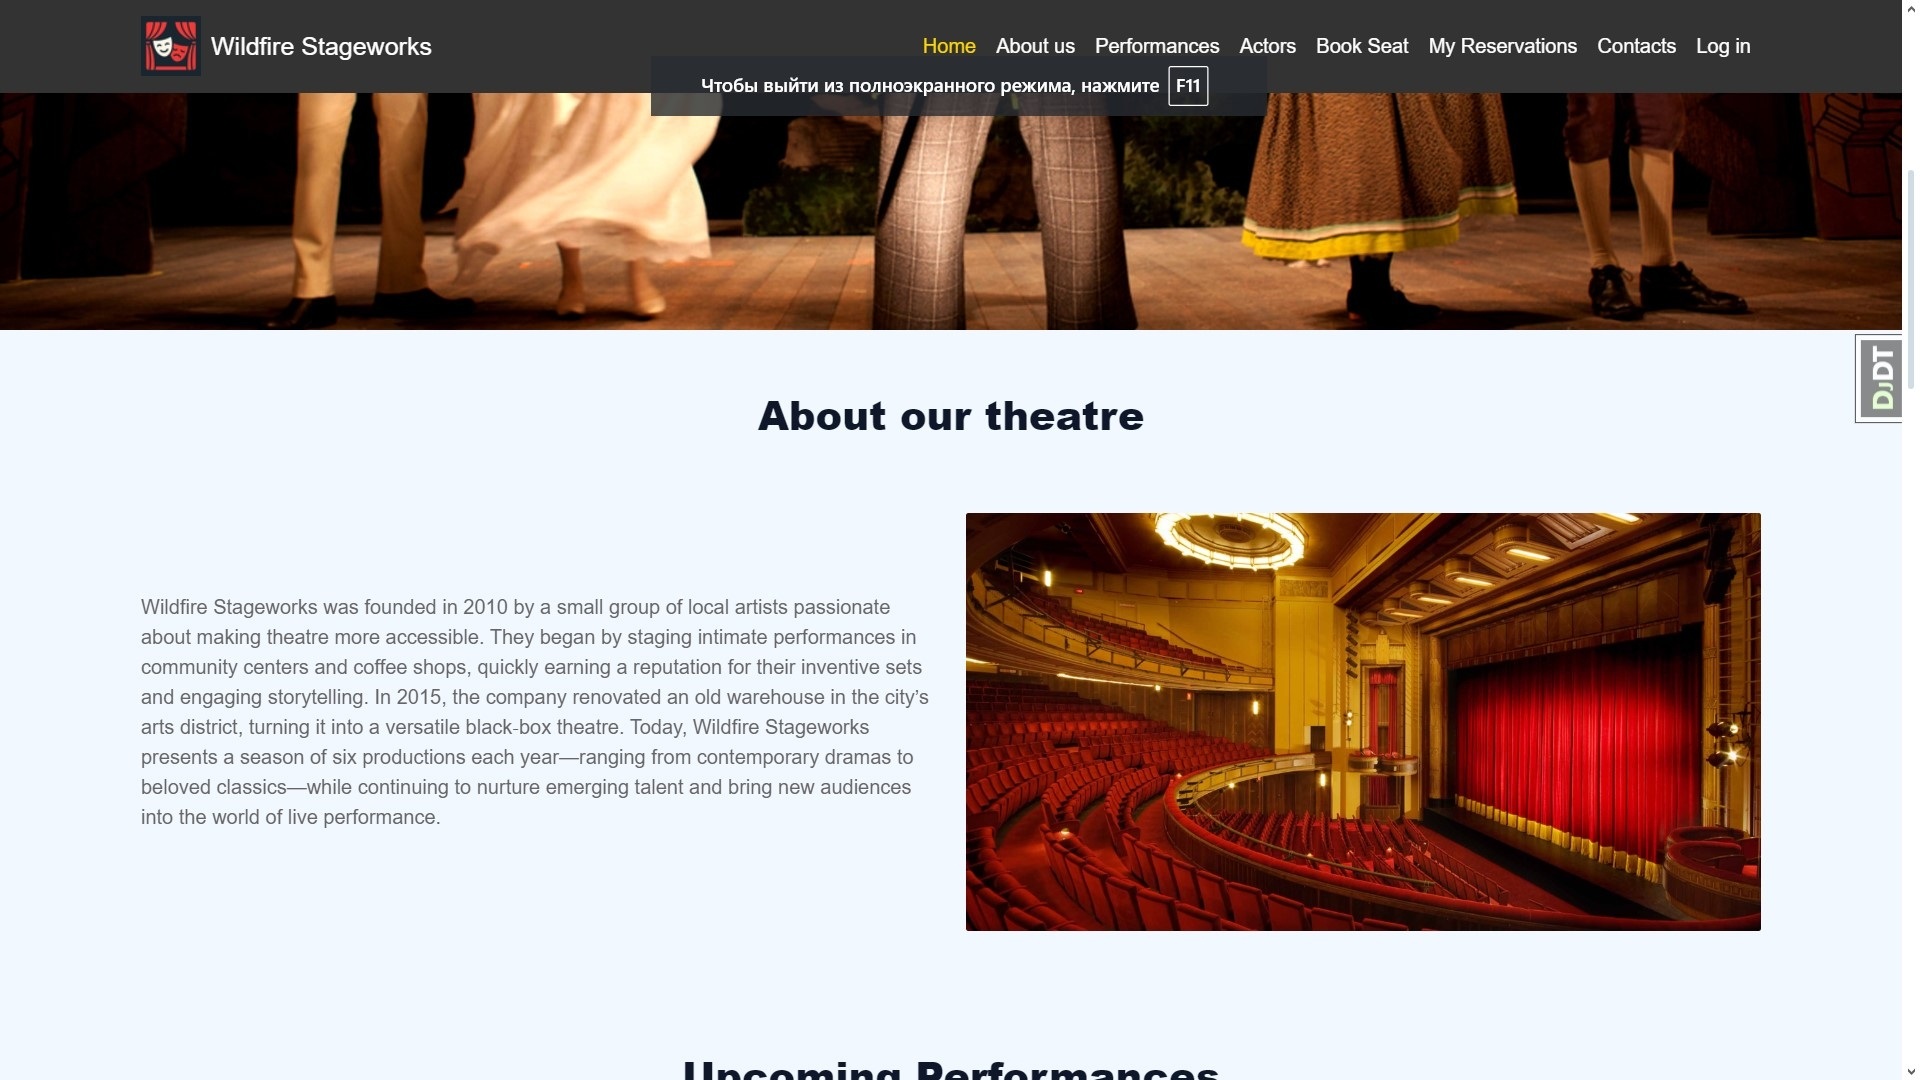 Wildfire Stageworks
Home About us Performances Actors Book Seat My Reservations Contacts Log in
Чтобы выйти из полноэкранного режима, нажмите F11
DJDT
About our theatre
Wildfire Stageworks was founded in 2010 by a small group of local artists passionate
about making theatre more accessible. They began by staging intimate performances in
community centers and coffee shops, quickly earning a reputation for their inventive sets
and engaging storytelling. In 2015, the company renovated an old warehouse in the city’s
arts district, turning it into a versatile black-box theatre. Today, Wildfire Stageworks
presents a season of six productions each year—ranging from contemporary dramas to
beloved classics—while continuing to nurture emerging talent and bring new audiences
into the world of live performance.
Upcoming Performances